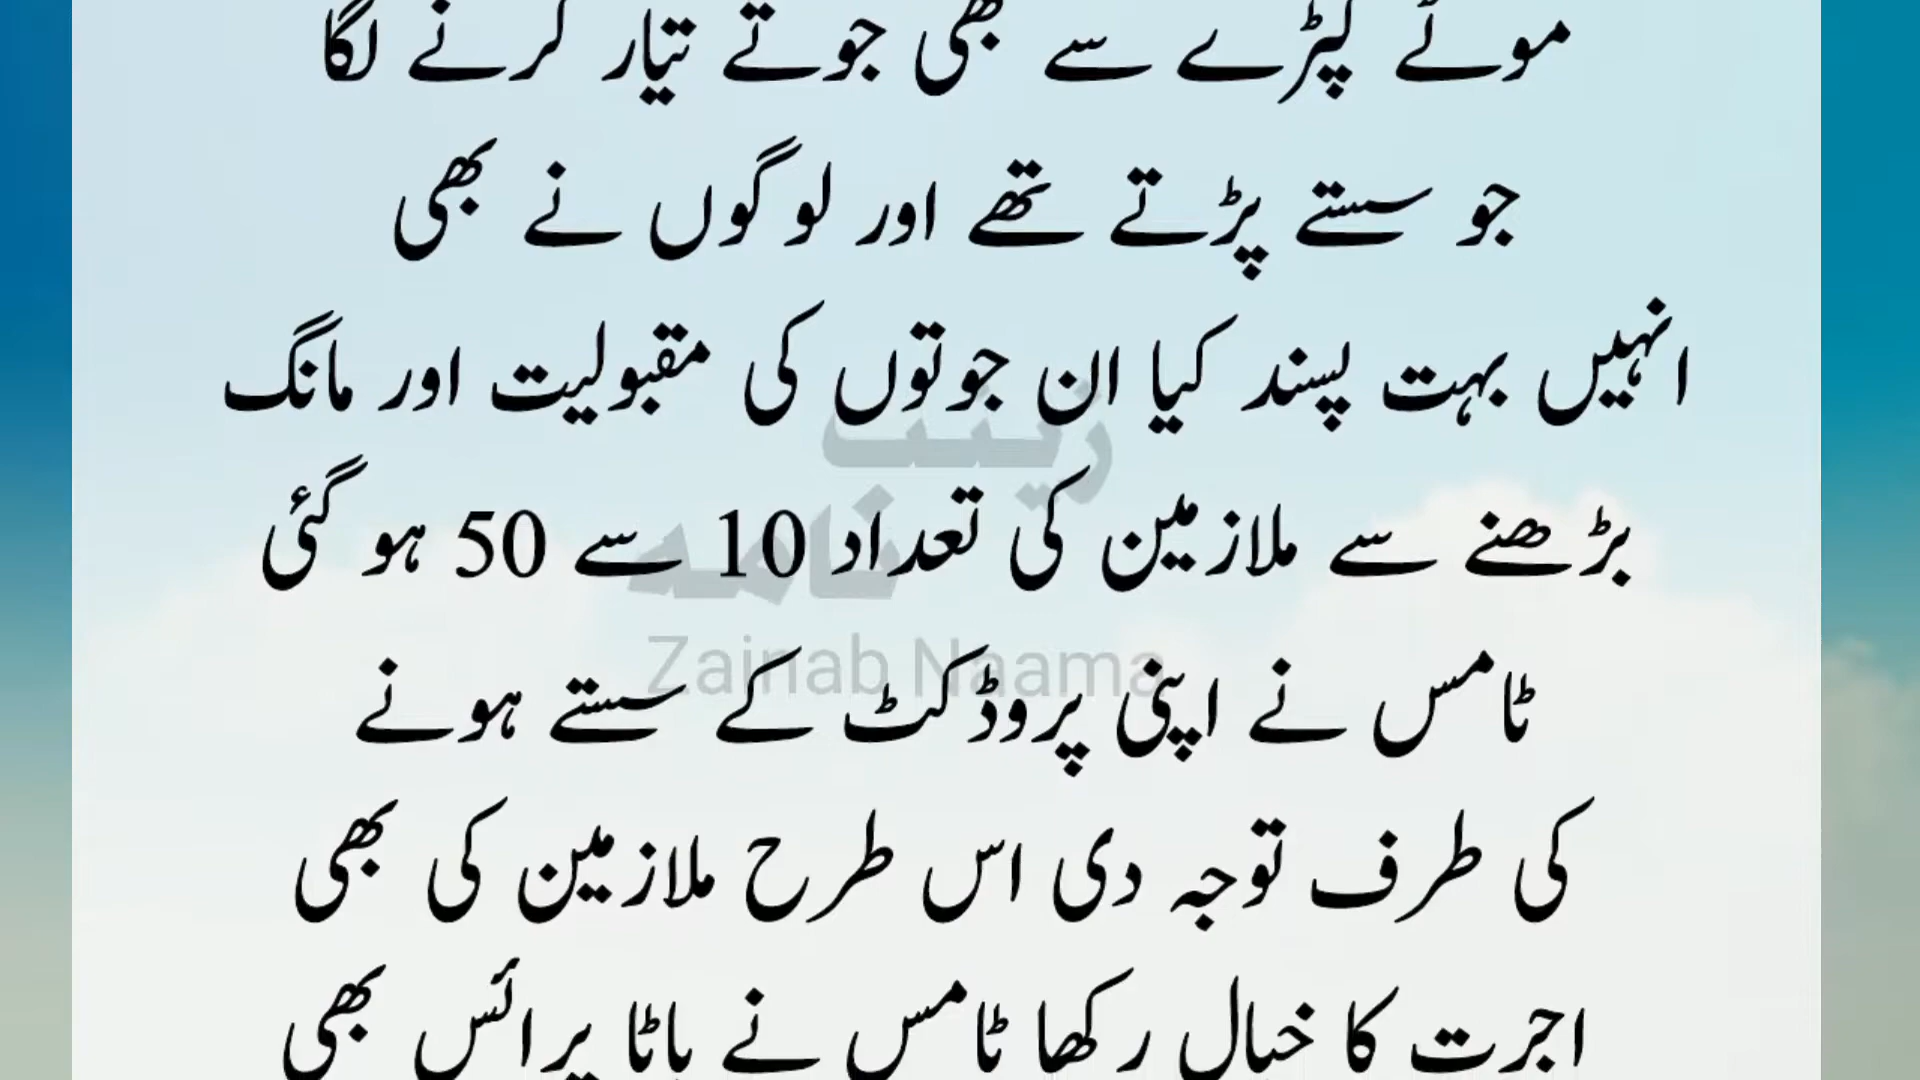 موٹے کپڑے سے بھی جوتے تیار کرنے لگا
جو سستے پڑتے تھے اور لوگوں نے بھی
انہیں بہت پسند کیا ان جوتوں کی مقبولیت اور مانگ
بڑھنے سے ملازمین کی تعداد 10 سے 50 ہو گئی
ٹامس نے اپنی پروڈکٹ کے سستے ہونے
کی طرف توجہ دی اس طرح ملازمین کی بھی
اجرت کا خیال رکھا ٹامس نے باٹا پرائس بھی
زینب
نامہ
Zainab Naama